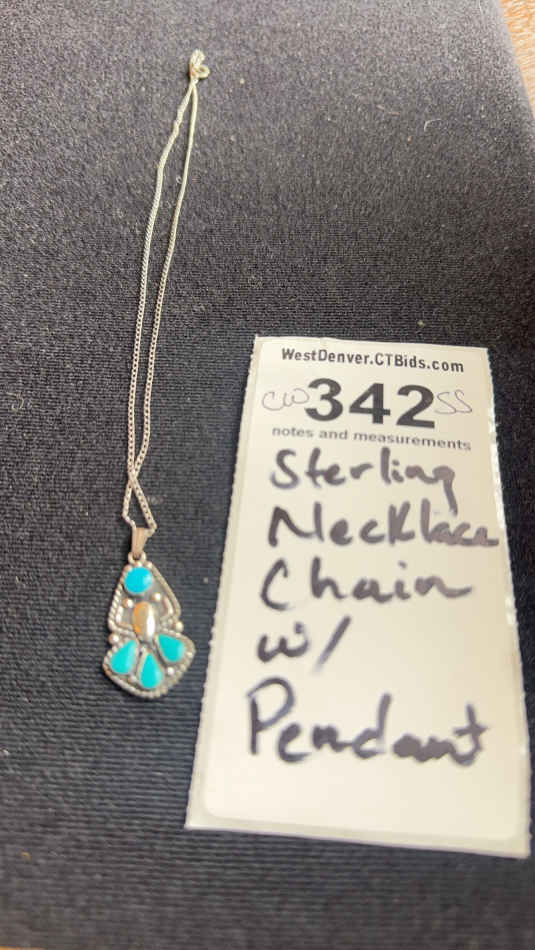 WestDenver.CTBids.com
CW 342 SS
notes and measurements
Sterling
Necklace
Chain
w/
Pendant